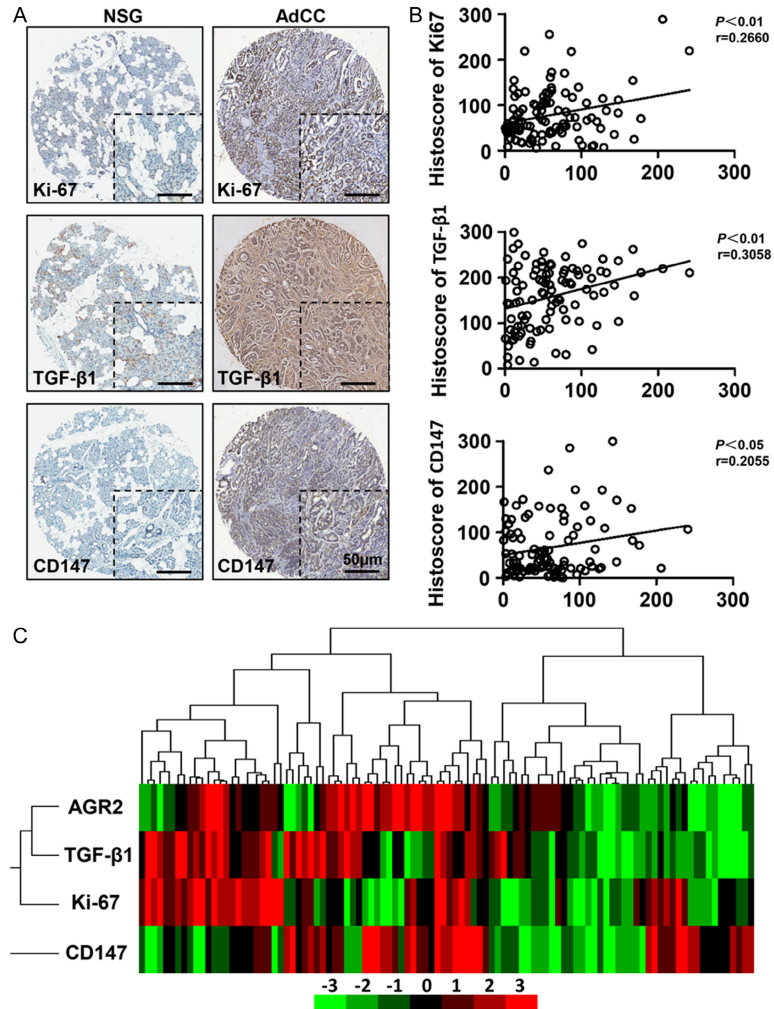 A
NSG
AdCC
Ki-67
Ki-67
TGF-β1
TGF-β1
CD147
CD147
50μm
B
Histoscore of Ki67
300
200
100
0
0
100
200
300
P<0.01
r=0.2660
Histoscore of TGF-β1
300
200
100
0
0
100
200
300
P<0.01
r=0.3058
Histoscore of CD147
300
200
100
0
0
100
200
300
P<0.05
r=0.2055
C
AGR2
TGF-β1
Ki-67
CD147
-3 -2 -1 0 1 2 3